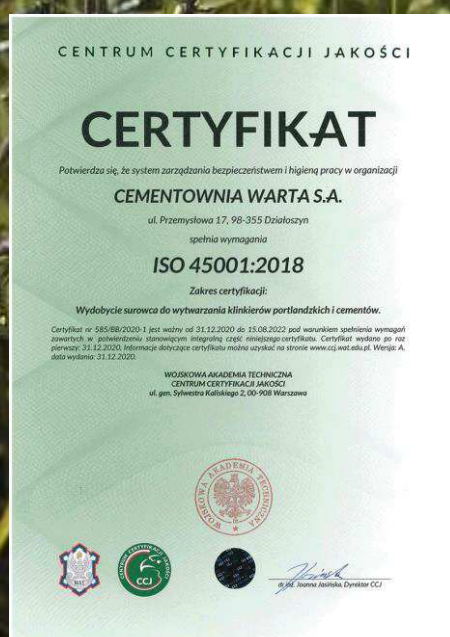 CENTRUM CERTYFIKACJI JAKOŚCI
CERTYFIKAT
Potwierdza się, że system zarządzania bezpieczeństwem i higieną pracy w organizacji
CEMENTOWNIA WARTA S.A.
ul. Przemysłowa 17, 98-355 Działoszyn
spełnia wymagania
ISO 45001:2018
Zakres certyfikacji:
Wydobycie surowca do wytwarzania klinkierów portlandzkich i cementów.
Certyfikat nr 585/BB/2020-1 jest ważny od 31.12.2020 do 15.08.2022 pod warunkiem spełnienia wymagań
zawartych w potwierdzeniu stanowiącym integralną część niniejszego certyfikatu. Certyfikat wydano po raz
pierwszy: 31.12.2020. Informacje dotyczące certyfikatu można uzyskać na stronie www.ccj.wat.edu.pl. Wersja: A,
data wydania: 31.12.2020.
WOJSKOWA AKADEMIA TECHNICZNA
CENTRUM CERTYFIKACJI JAKOŚCI
ul. gen. Sylwestra Kaliskiego 2, 00-908 Warszawa
WOJSKOWA AKADEMIA TECHNICZNA
WAT
CENTRUM CERTYFIKACJI JAKOŚCI
CCJ
dr inż. Joanna Jasińska, Dyrektor CCJ